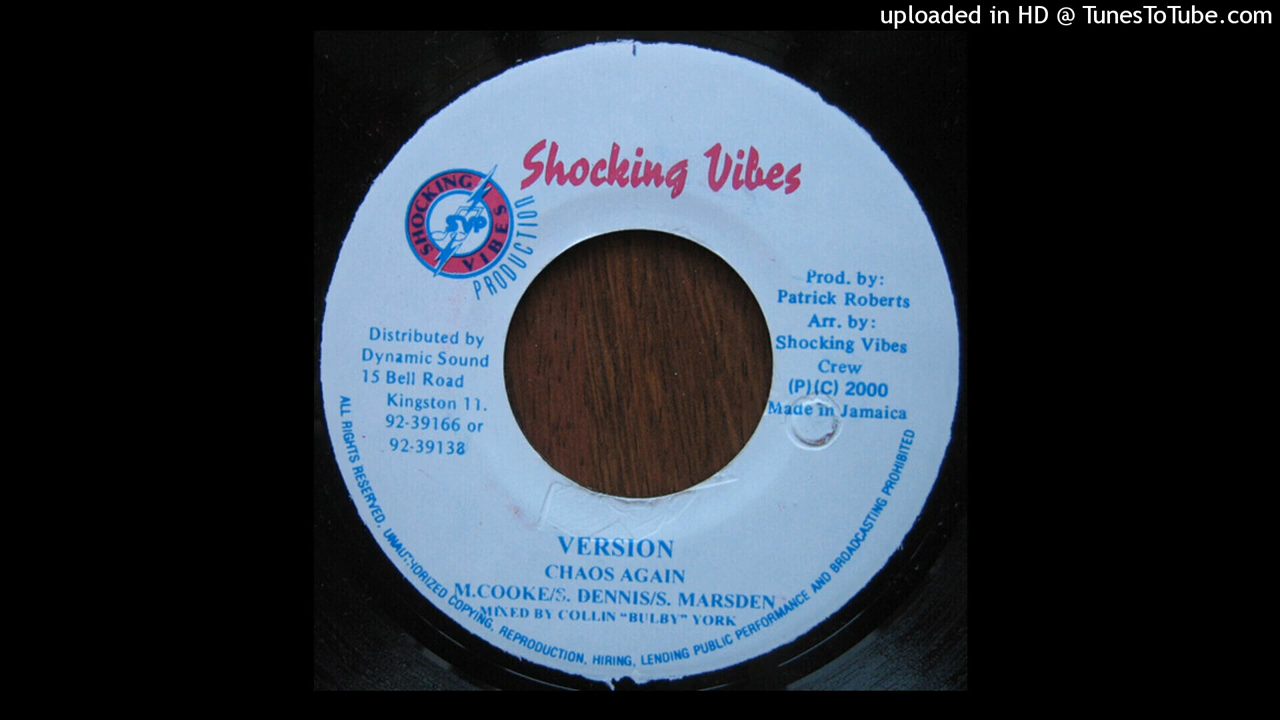 uploaded in HD @ TunesToTube.com
Shocking Vibes
SHOCKING
VIBES
SVP
PRODUCTION
Distributed by
Dynamic Sound
15 Bell Road
Kingston 11.
92-39166 or
92-39138
Prod. by:
Patrick Roberts
Arr. by:
Shocking Vibes
Crew
(P)(C) 2000
Made in Jamaica
VERSION
CHAOS AGAIN
M.COOKE/S. DENNIS/S. MARSDEN
MIXED BY COLLIN "BULBY" YORK
ALL RIGHTS RESERVED. UNAUTHORIZED COPYING, REPRODUCTION, HIRING, LENDING PUBLIC PERFORMANCE AND BROADCASTING PROHIBITED